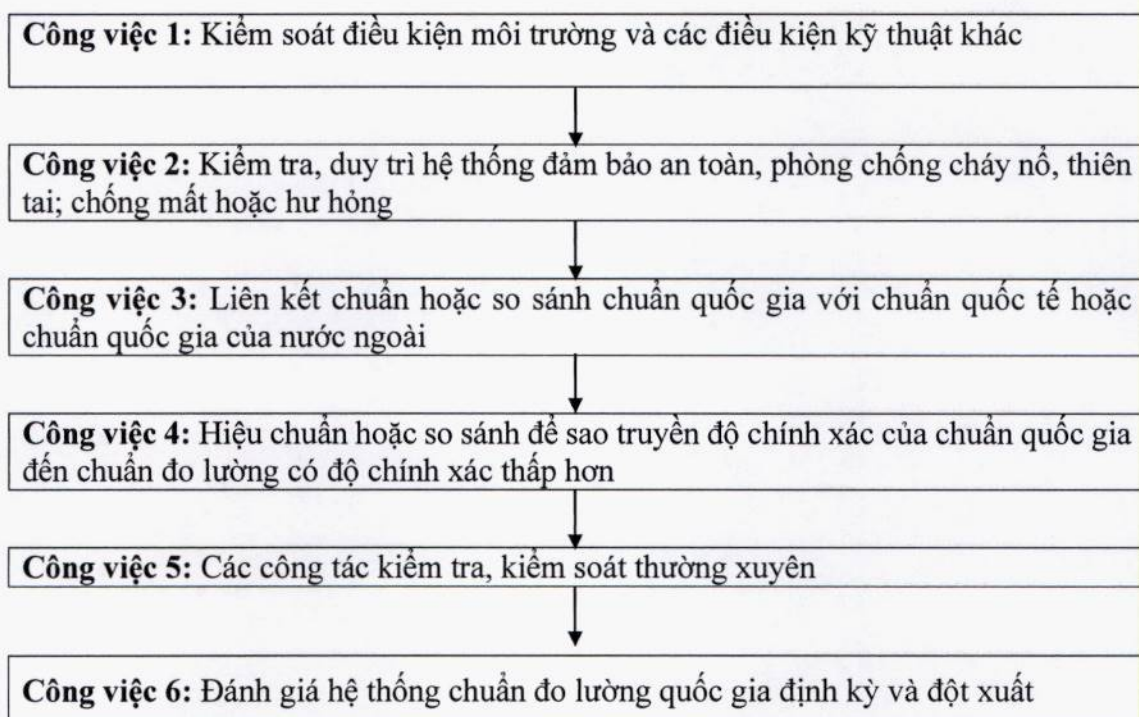 Công việc 1: Kiểm soát điều kiện môi trường và các điều kiện kỹ thuật khác
Công việc 2: Kiểm tra, duy trì hệ thống đảm bảo an toàn, phòng chống cháy nổ, thiên
tai; chống mất hoặc hư hỏng
Công việc 3: Liên kết chuẩn hoặc so sánh chuẩn quốc gia với chuẩn quốc tế hoặc
chuẩn quốc gia của nước ngoài
Công việc 4: Hiệu chuẩn hoặc so sánh để sao truyền độ chính xác của chuẩn quốc gia
đến chuẩn đo lường có độ chính xác thấp hơn
Công việc 5: Các công tác kiểm tra, kiểm soát thường xuyên
Công việc 6: Đánh giá hệ thống chuẩn đo lường quốc gia định kỳ và đột xuất